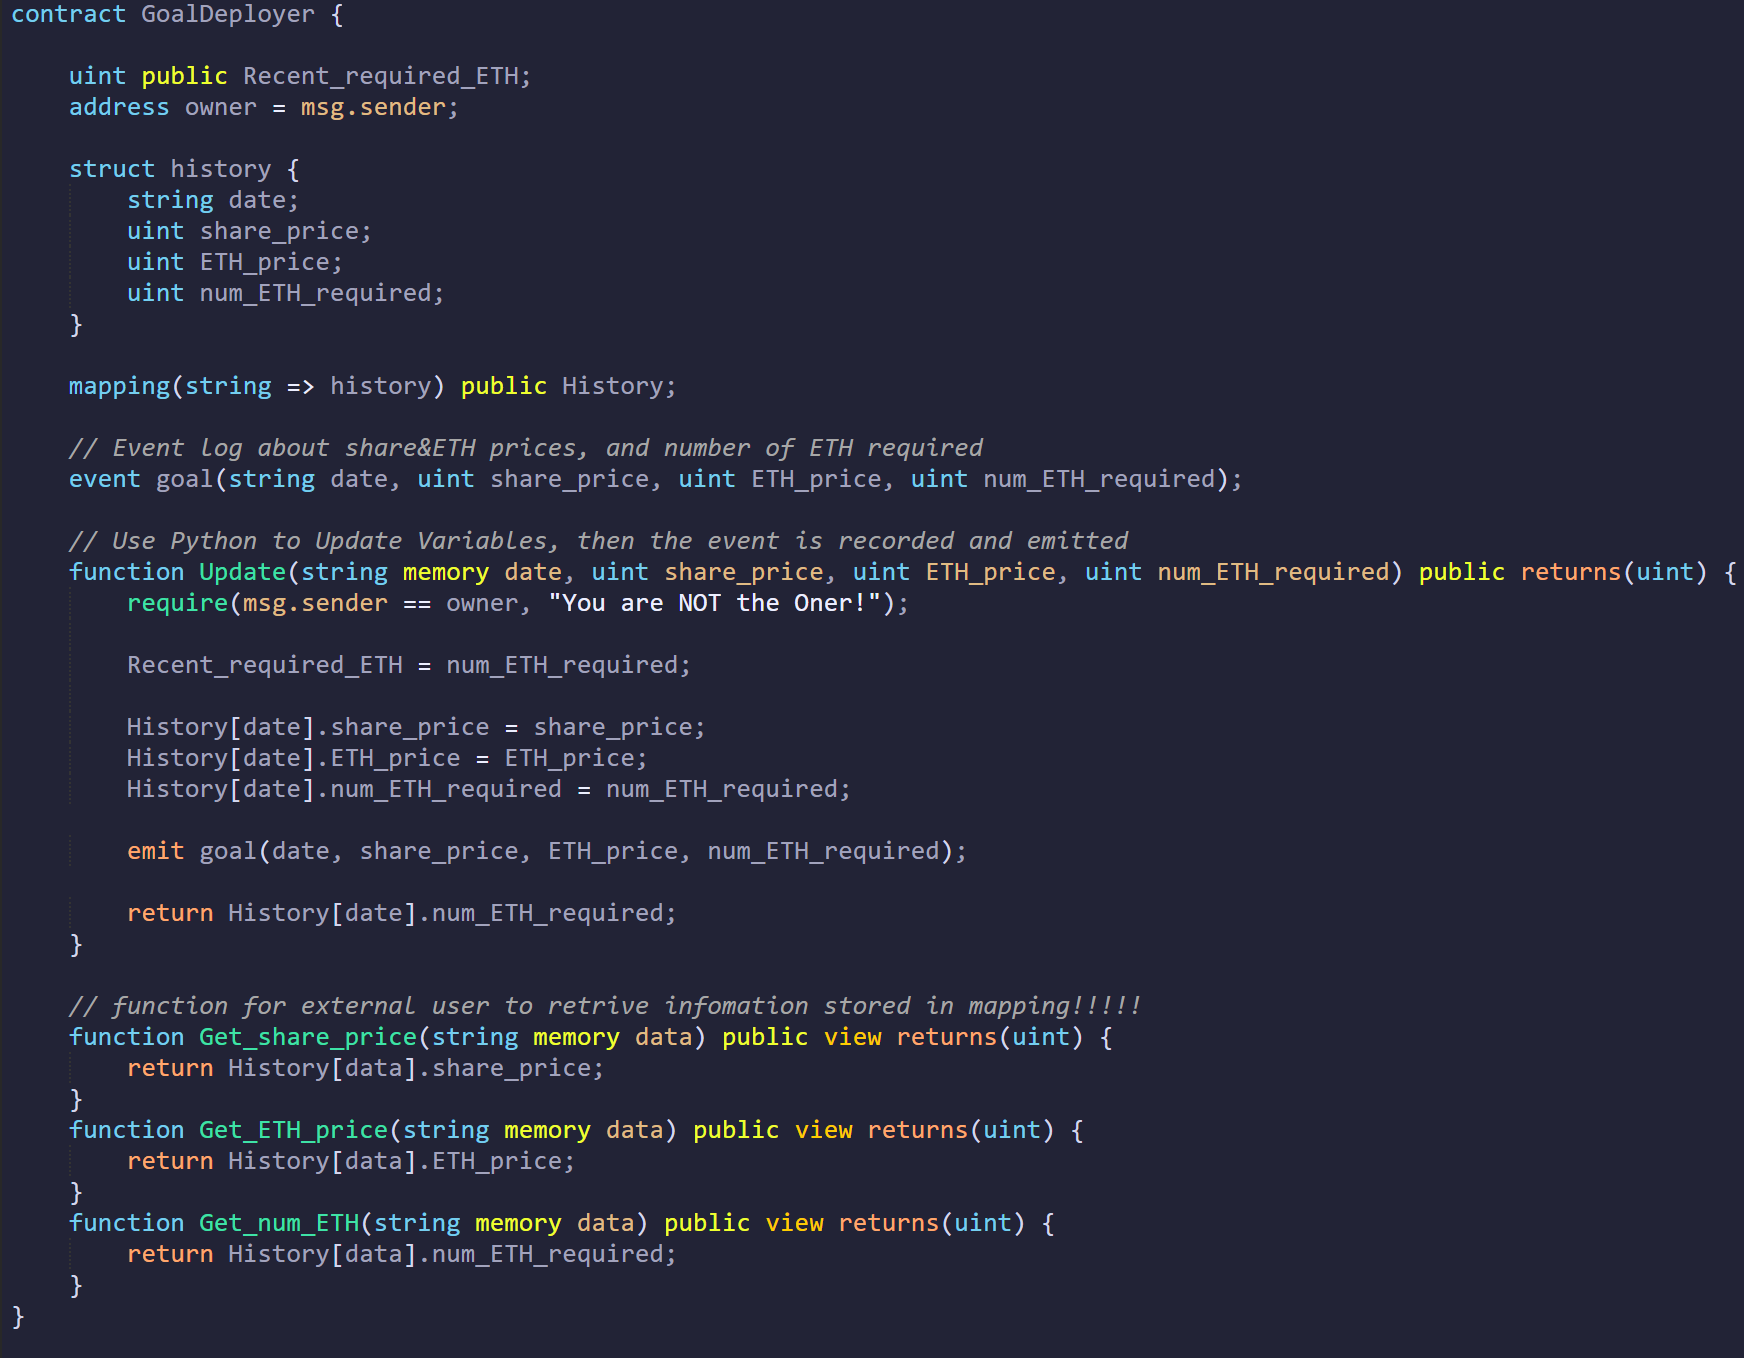 contract GoalDeployer {
uint public Recent_required_ETH;
address owner = msg.sender;
struct history {
string date;
uint share_price;
uint ETH_price;
uint num_ETH_required;
}
mapping(string => history) public History;
// Event log about share&ETH prices, and number of ETH required
event goal(string date, uint share_price, uint ETH_price, uint num_ETH_required);
// Use Python to Update Variables, then the event is recorded and emitted
function Update(string memory date, uint share_price, uint ETH_price, uint num_ETH_required) public returns(uint) {
require(msg.sender == owner, "You are NOT the Oner!");
Recent_required_ETH = num_ETH_required;
History[date].share_price = share_price;
History[date].ETH_price = ETH_price;
History[date].num_ETH_required = num_ETH_required;
emit goal(date, share_price, ETH_price, num_ETH_required);
return History[date].num_ETH_required;
}
// function for external user to retrive infomation stored in mapping!!!!!
function Get_share_price(string memory data) public view returns(uint) {
return History[data].share_price;
}
function Get_ETH_price(string memory data) public view returns(uint) {
return History[data].ETH_price;
}
function Get_num_ETH(string memory data) public view returns(uint) {
return History[data].num_ETH_required;
}
}